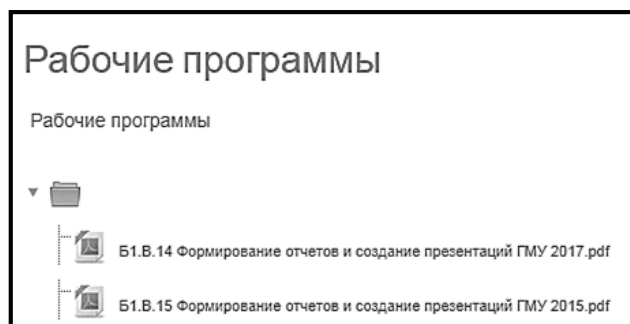 Рабочие программы
Рабочие программы
Б1.В.14 Формирование отчетов и создание презентаций ГМУ 2017.pdf
Б1.В.15 Формирование отчетов и создание презентаций ГМУ 2015.pdf